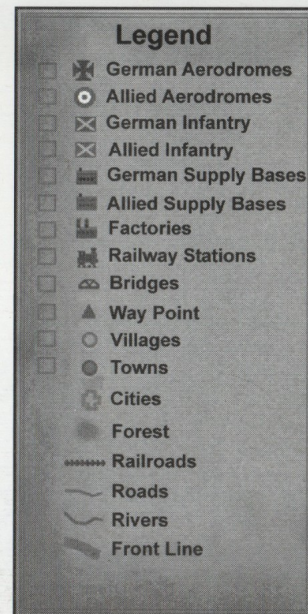 Legend
German Aerodromes
Allied Aerodromes
German Infantry
Allied Infantry
German Supply Bases
Allied Supply Bases
Factories
Railway Stations
Bridges
Way Point
Villages
Towns
Cities
Forest
Railroads
Roads
Rivers
Front Line